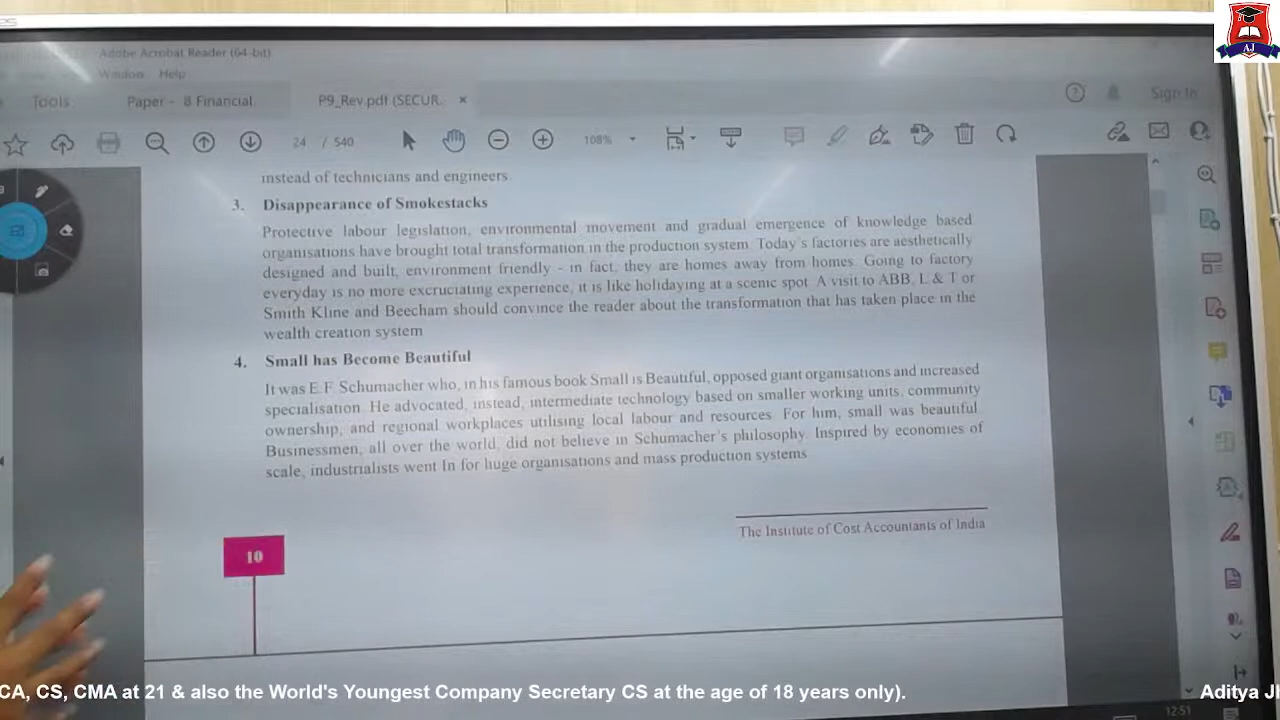 AJ
Adobe Acrobat Reader (64-bit)
Window Help
Tools Paper - 8 Financial P9_Rev.pdf (SECUR... × Sign In
24 / 540 108%
instead of technicians and engineers.
3. Disappearance of Smokestacks
Protective labour legislation, environmental movement and gradual emergence of knowledge based
organisations have brought total transformation in the production system. Today's factories are aesthetically
designed and built, environment friendly - in fact, they are homes away from homes. Going to factory
everyday is no more excruciating experience, it is like holidaying at a scenic spot. A visit to ABB, L & T or
Smith Kline and Beecham should convince the reader about the transformation that has taken place in the
wealth creation system
4. Small has Become Beautiful
It was E.F. Schumacher who, in his famous book Small is Beautiful, opposed giant organisations and increased
specialisation. He advocated, instead, intermediate technology based on smaller working units, community
ownership, and regional workplaces utilising local labour and resources. For him, small was beautiful.
Businessmen, all over the world, did not believe in Schumacher's philosophy. Inspired by economies of
scale, industrialists went In for huge organisations and mass production systems
The Institute of Cost Accountants of India
10
CA, CS, CMA at 21 & also the World's Youngest Company Secretary CS at the age of 18 years only). Aditya
12:51